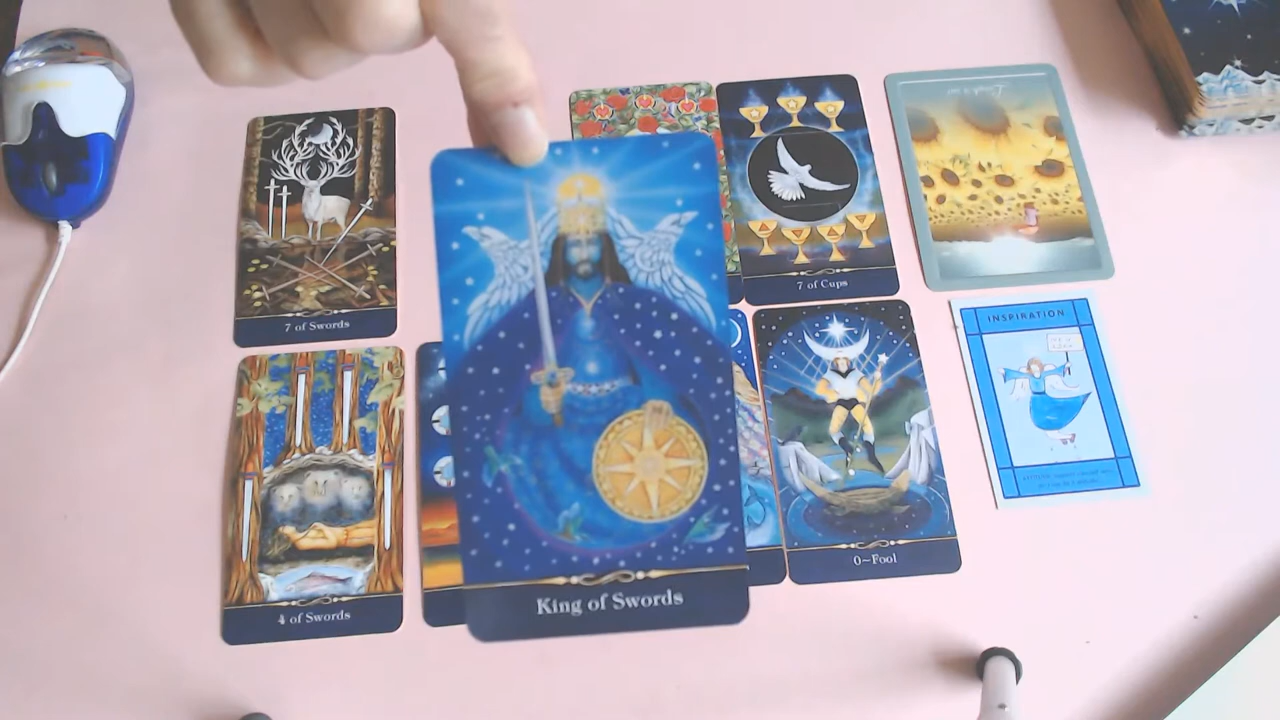 7 of Swords
7 of Cups
INSPIRATION
4 of Swords
King of Swords
0~Fool